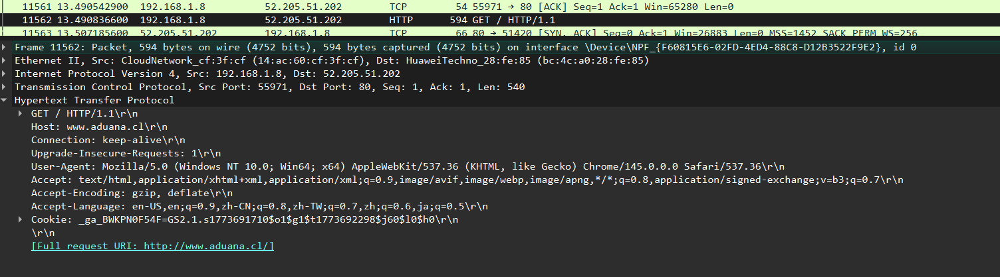 11561 13.490542900 192.168.1.8 52.205.51.202 TCP 54 55971 → 80 [ACK] Seq=1 Ack=1 Win=65280 Len=0
11562 13.490836600 192.168.1.8 52.205.51.202 HTTP 594 GET / HTTP/1.1
11563 13.507185600 52.205.51.202 192.168.1.8 TCP 66 80 → 51420 [SYN, ACK] Seq=0 Ack=1 Win=26883 Len=0 MSS=1452 SACK_PERM WS=256
Frame 11562: Packet, 594 bytes on wire (4752 bits), 594 bytes captured (4752 bits) on interface \Device\NPF_{F60815E6-02FD-4ED4-88C8-D12B3522F9E2}, id 0
Ethernet II, Src: CloudNetwork_cf:3f:cf (14:ac:60:cf:3f:cf), Dst: HuaweiTechno_28:fe:85 (bc:4c:a0:28:fe:85)
Internet Protocol Version 4, Src: 192.168.1.8, Dst: 52.205.51.202
Transmission Control Protocol, Src Port: 55971, Dst Port: 80, Seq: 1, Ack: 1, Len: 540
Hypertext Transfer Protocol
GET / HTTP/1.1\r\n
Host: www.aduana.cl\r\n
Connection: keep-alive\r\n
Upgrade-Insecure-Requests: 1\r\n
User-Agent: Mozilla/5.0 (Windows NT 10.0; Win64; x64) AppleWebKit/537.36 (KHTML, like Gecko) Chrome/145.0.0.0 Safari/537.36\r\n
Accept: text/html,application/xhtml+xml,application/xml;q=0.9,image/avif,image/webp,image/apng,*/*;q=0.8,application/signed-exchange;v=b3;q=0.7\r\n
Accept-Encoding: gzip, deflate\r\n
Accept-Language: en-US,en;q=0.9,zh-CN;q=0.8,zh-TW;q=0.7,zh;q=0.6,ja;q=0.5\r\n
Cookie: _ga_BWKPN0F54F=GS2.1.s1773691710$o1$g1$t1773692298$j60$l0$h0\r\n
\r\n
[Full request URI: http://www.aduana.cl/]